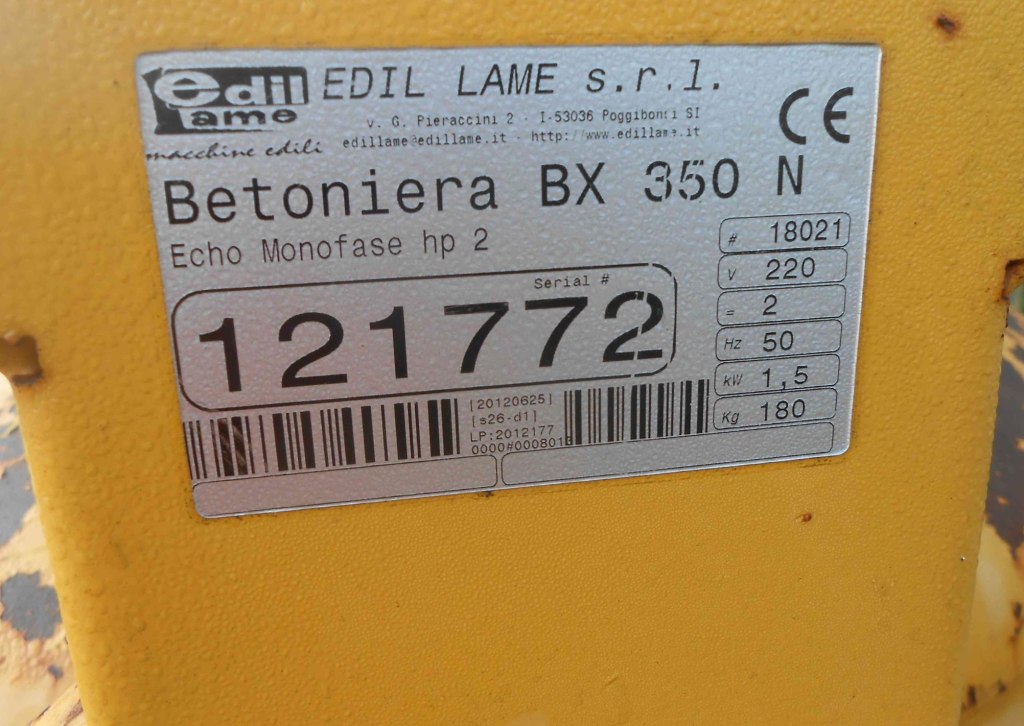 edil lame
macchine edili
EDIL LAME s.r.l.
v. G. Pieraccini 2 - I-53036 Poggibonsi SI
edillame@edillame.it - http://www.edillame.it
CE
Betoniera BX 350 N
Echo Monofase hp 2
# 18021
V 220
= 2
Hz 50
kW 1,5
Kg 180
Serial #
121772
[20120625]
[s26-d1]
LP:2012177